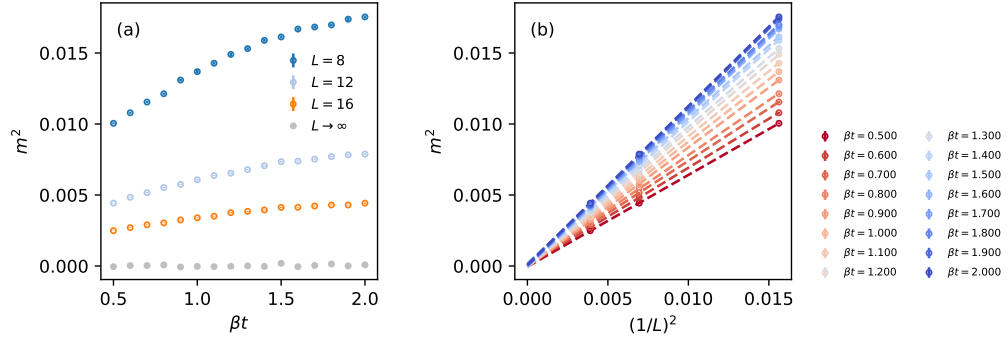 (a)
L = 8
L = 12
L = 16
L → ∞
m²
0.015
0.010
0.005
0.000
0.5
1.0
1.5
2.0
βt
(b)
m²
0.015
0.010
0.005
0.000
0.000
0.005
0.010
0.015
(1/L)²
βt = 0.500
βt = 0.600
βt = 0.700
βt = 0.800
βt = 0.900
βt = 1.000
βt = 1.100
βt = 1.200
βt = 1.300
βt = 1.400
βt = 1.500
βt = 1.600
βt = 1.700
βt = 1.800
βt = 1.900
βt = 2.000